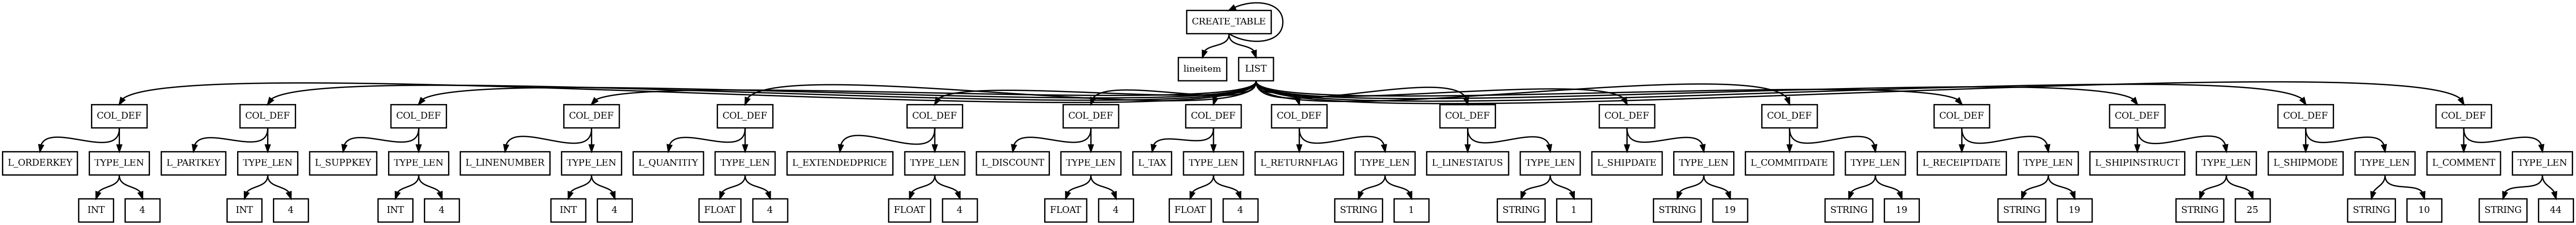 CREATE_TABLE
lineitem LIST
COL_DEF COL_DEF COL_DEF COL_DEF COL_DEF COL_DEF COL_DEF COL_DEF COL_DEF COL_DEF COL_DEF COL_DEF COL_DEF COL_DEF COL_DEF COL_DEF
L_ORDERKEY TYPE_LEN L_PARTKEY TYPE_LEN L_SUPPKEY TYPE_LEN L_LINENUMBER TYPE_LEN L_QUANTITY TYPE_LEN L_EXTENDEDPRICE TYPE_LEN L_DISCOUNT TYPE_LEN L_TAX TYPE_LEN L_RETURNFLAG TYPE_LEN L_LINESTATUS TYPE_LEN L_SHIPDATE TYPE_LEN L_COMMITDATE TYPE_LEN L_RECEIPTDATE TYPE_LEN L_SHIPINSTRUCT TYPE_LEN L_SHIPMODE TYPE_LEN L_COMMENT TYPE_LEN
INT 4 INT 4 INT 4 INT 4 FLOAT 4 FLOAT 4 FLOAT 4 FLOAT 4 STRING 1 STRING 1 STRING 19 STRING 19 STRING 19 STRING 25 STRING 10 STRING 44